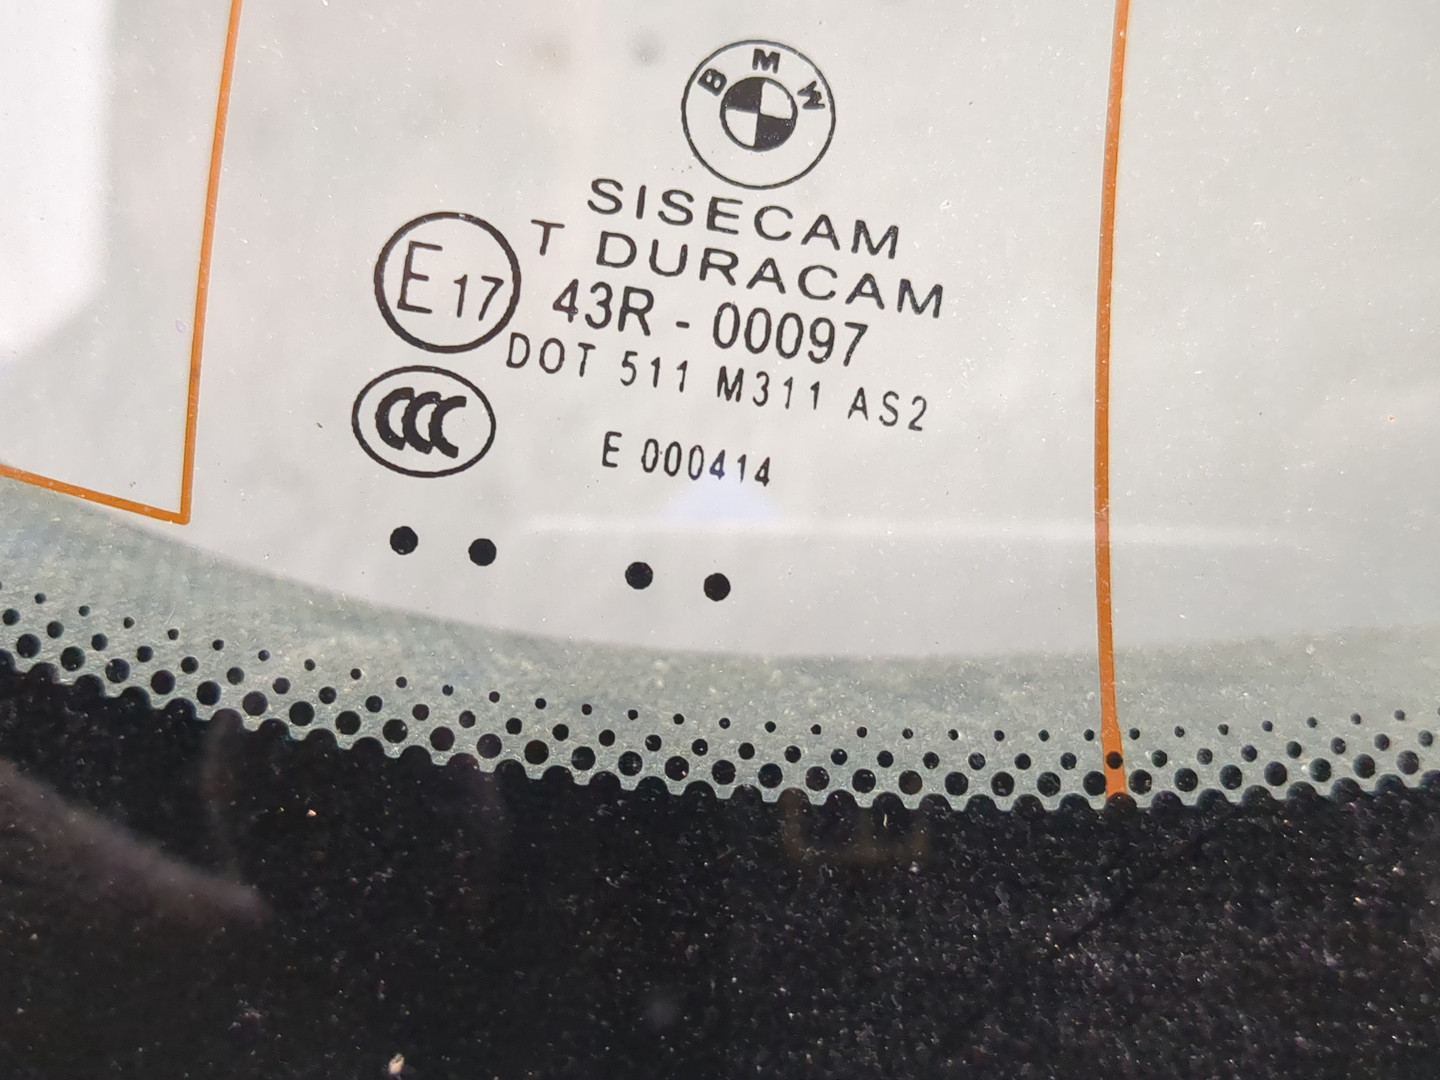 BMW
SISECAM
T DURACAM
E17
43R - 00097
DOT 511 M311 AS2
CCC
E 000414